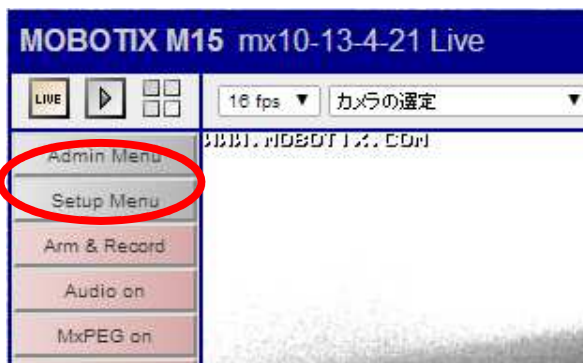 MOBOTIX M15 mx10-13-4-21 Live
LIVE
16 fps
カメラの選定
WWW.MOBOTIX.COM
Admin Menu
Setup Menu
Arm & Record
Audio on
MxPEG on